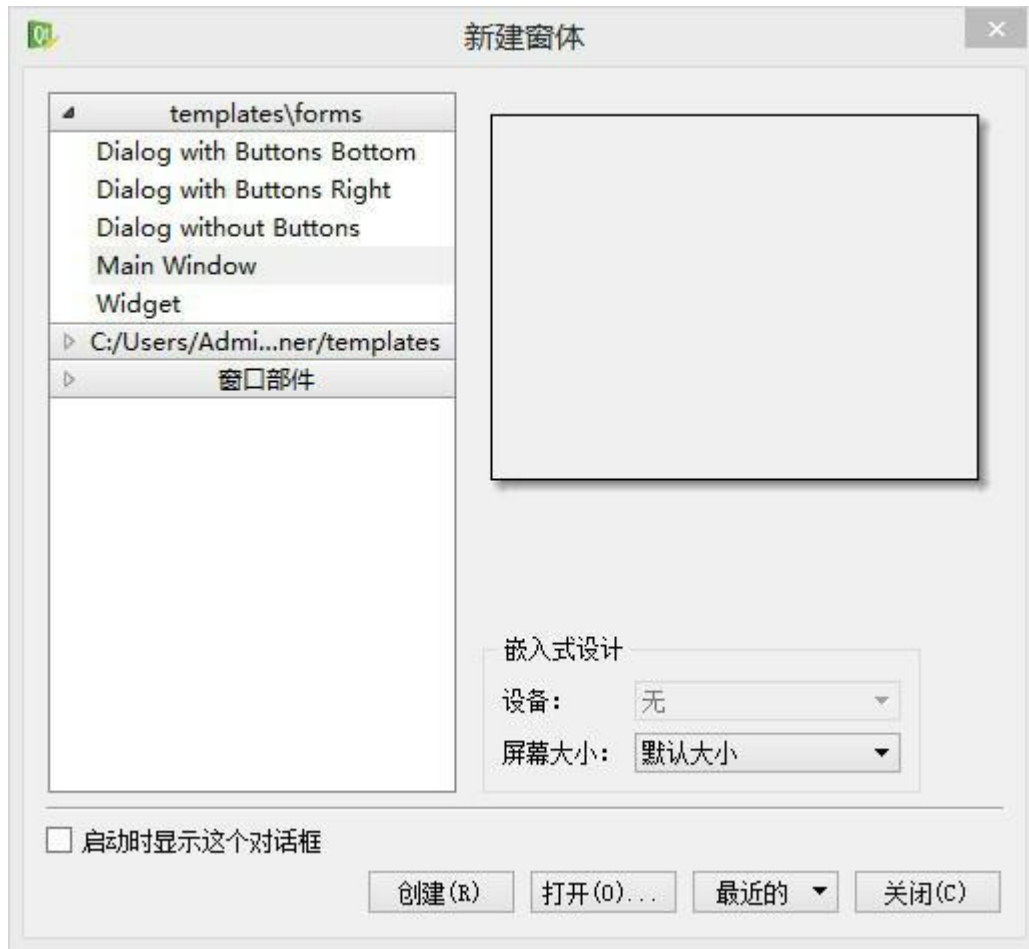 新建窗体
templates\forms
Dialog with Buttons Bottom
Dialog with Buttons Right
Dialog without Buttons
Main Window
Widget
C:/Users/Admi...ner/templates
窗口部件
嵌入式设计
设备: 无
屏幕大小: 默认大小
启动时显示这个对话框
创建(R) 打开(O)... 最近的 关闭(C)